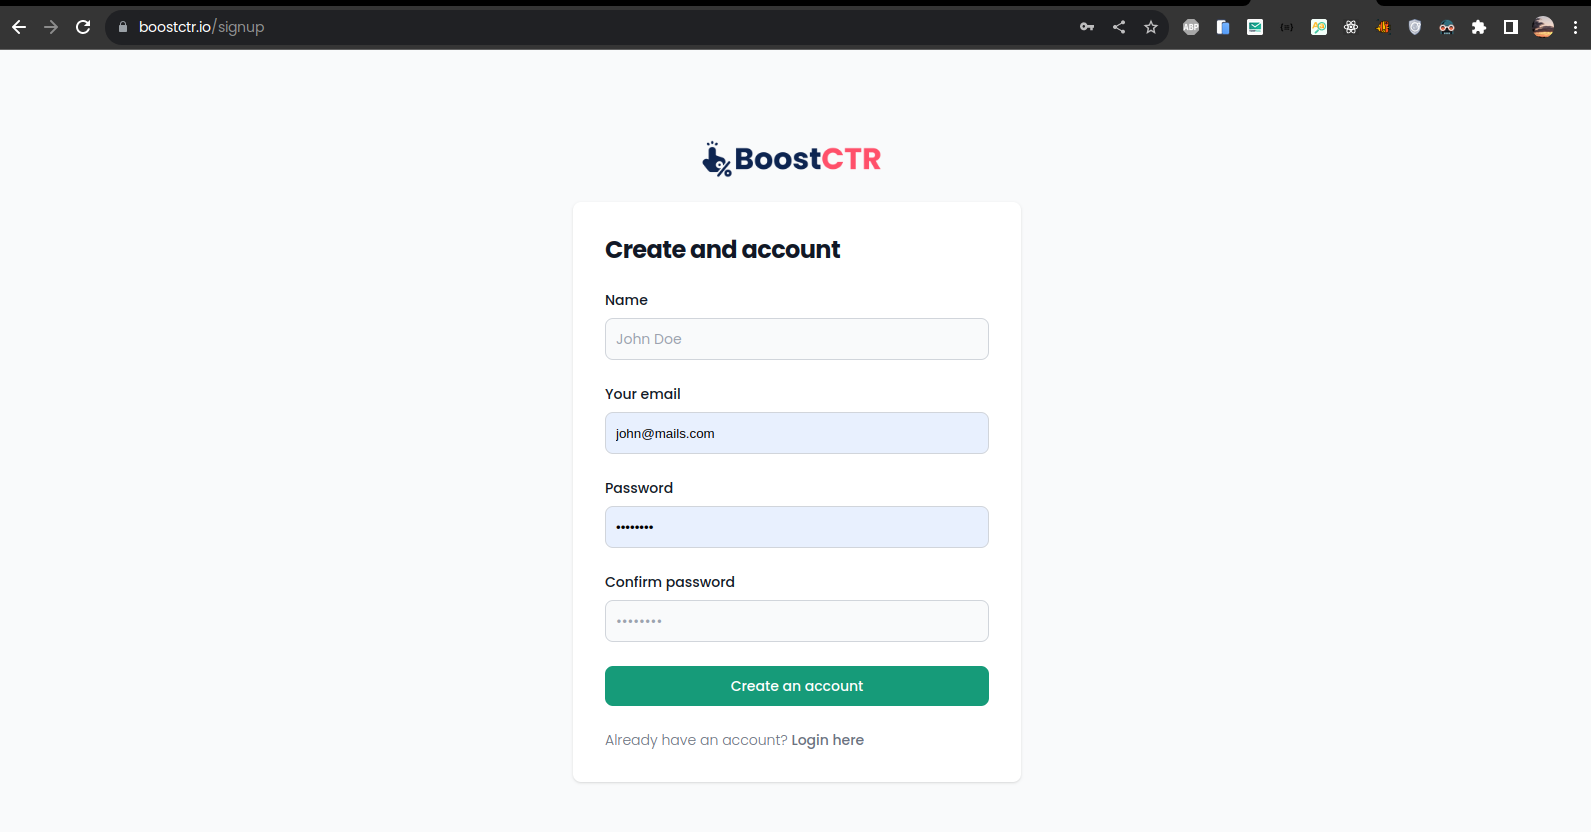 boostctr.io/signup
ABP
BoostCTR
Create and account
Name
John Doe
Your email
john@mails.com
Password
••••••••
Confirm password
••••••••
Create an account
Already have an account? Login here